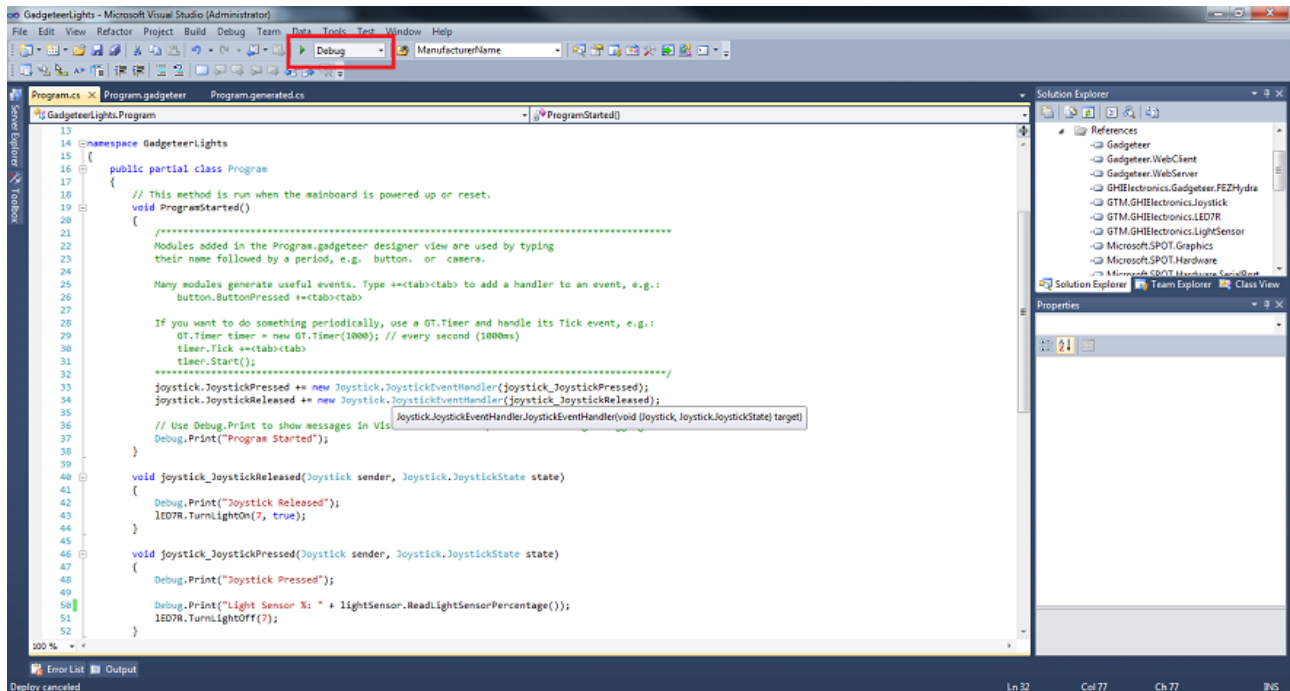 GadgeteerLights - Microsoft Visual Studio (Administrator)
File Edit View Refactor Project Build Debug Team Data Tools Test Window Help
Debug ManufacturerName
Program.cs Program.gadgeteer Program.generated.cs
GadgeteerLights.Program ProgramStarted()
Server Explorer
Toolbox
13
14 namespace GadgeteerLights
15 {
16 public partial class Program
17 {
18 // This method is run when the mainboard is powered up or reset.
19 void ProgramStarted()
20 {
21 /*******************************************************************************************
22 Modules added in the Program.gadgeteer designer view are used by typing
23 their name followed by a period, e.g. button. or camera.
24
25 Many modules generate useful events. Type +=<tab><tab> to add a handler to an event, e.g.:
26 button.ButtonPressed +=<tab><tab>
27
28 If you want to do something periodically, use a GT.Timer and handle its Tick event, e.g.:
29 GT.Timer timer = new GT.Timer(1000); // every second (1000ms)
30 timer.Tick +=<tab><tab>
31 timer.Start();
32 *******************************************************************************************/
33 joystick.JoystickPressed += new Joystick.JoystickEventHandler(joystick_JoystickPressed);
34 joystick.JoystickReleased += new Joystick.JoystickEventHandler(joystick_JoystickReleased);
35
Joystick.JoystickEventHandler.JoystickEventHandler(void (Joystick, Joystick.JoystickState) target)
36 // Use Debug.Print to show messages in
37 Debug.Print("Program Started");
38 }
39
40 void joystick_JoystickReleased(Joystick sender, Joystick.JoystickState state)
41 {
42 Debug.Print("Joystick Released");
43 lED7R.TurnLightOn(7, true);
44 }
45
46 void joystick_JoystickPressed(Joystick sender, Joystick.JoystickState state)
47 {
48 Debug.Print("Joystick Pressed");
49
50 Debug.Print("Light Sensor %: " + lightSensor.ReadLightSensorPercentage());
51 lED7R.TurnLightOff(7);
52 }
100 %
Error List Output
Deploy canceled Ln 32 Col 77 Ch 77 INS
Solution Explorer
References
Gadgeteer
Gadgeteer.WebClient
Gadgeteer.WebServer
GHIElectronics.Gadgeteer.FEZHydra
GTM.GHIElectronics.Joystick
GTM.GHIElectronics.LED7R
GTM.GHIElectronics.LightSensor
Microsoft.SPOT.Graphics
Microsoft.SPOT.Hardware
Solution Explorer Team Explorer Class View
Properties